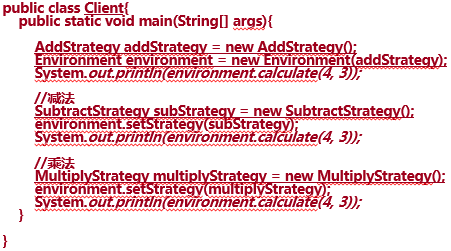 public class Client{
public static void main(String[] args){
AddStrategy addStrategy = new AddStrategy();
Environment environment = new Environment(addStrategy);
System.out.println(environment.calculate(4, 3));
//减法
SubtractStrategy subStrategy = new SubtractStrategy();
environment.setStrategy(subStrategy);
System.out.println(environment.calculate(4, 3));
//乘法
MultiplyStrategy multiplyStrategy = new MultiplyStrategy();
environment.setStrategy(multiplyStrategy);
System.out.println(environment.calculate(4, 3));
}
}